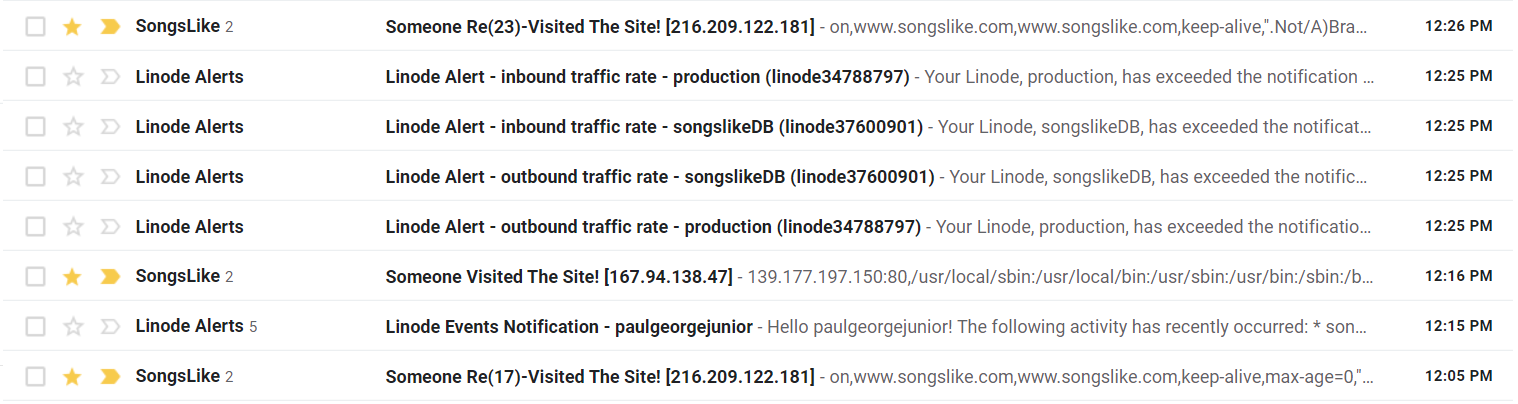 SongsLike 2 Someone Re(23)-Visited The Site! [216.209.122.181] - on,www.songslike.com,www.songslike.com,keep-alive,".Not/A)Bra... 12:26 PM
Linode Alerts Linode Alert - inbound traffic rate - production (linode34788797) - Your Linode, production, has exceeded the notification ... 12:25 PM
Linode Alerts Linode Alert - inbound traffic rate - songslikeDB (linode37600901) - Your Linode, songslikeDB, has exceeded the notificat... 12:25 PM
Linode Alerts Linode Alert - outbound traffic rate - songslikeDB (linode37600901) - Your Linode, songslikeDB, has exceeded the notific... 12:25 PM
Linode Alerts Linode Alert - outbound traffic rate - production (linode34788797) - Your Linode, production, has exceeded the notificatio... 12:25 PM
SongsLike 2 Someone Visited The Site! [167.94.138.47] - 139.177.197.150:80,/usr/local/sbin:/usr/local/bin:/usr/sbin:/usr/bin:/sbin:/b... 12:16 PM
Linode Alerts 5 Linode Events Notification - paulgeorgejunior - Hello paulgeorgejunior! The following activity has recently occurred: * son... 12:15 PM
SongsLike 2 Someone Re(17)-Visited The Site! [216.209.122.181] - on,www.songslike.com,www.songslike.com,keep-alive,max-age=0,"... 12:05 PM